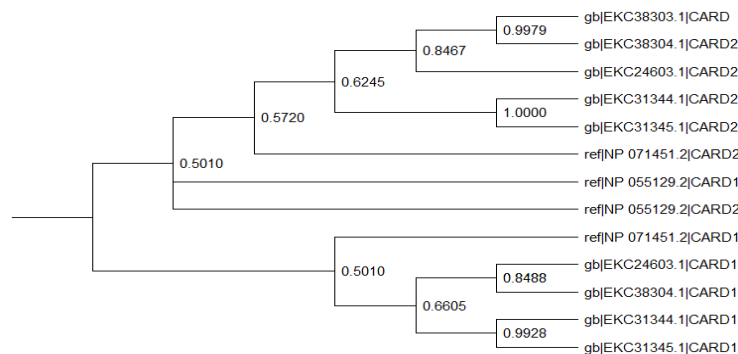 gb|EKC38303.1|CARD
0.9979
gb|EKC38304.1|CARD2
0.8467
gb|EKC24603.1|CARD2
0.6245
gb|EKC31344.1|CARD2
1.0000
0.5720
gb|EKC31345.1|CARD2
ref|NP 071451.2|CARD2
0.5010
ref|NP 055129.2|CARD1
ref|NP 055129.2|CARD2
ref|NP 071451.2|CARD1
gb|EKC24603.1|CARD1
0.5010
0.8488
gb|EKC38304.1|CARD1
0.6605
gb|EKC31344.1|CARD1
0.9928
gb|EKC31345.1|CARD1